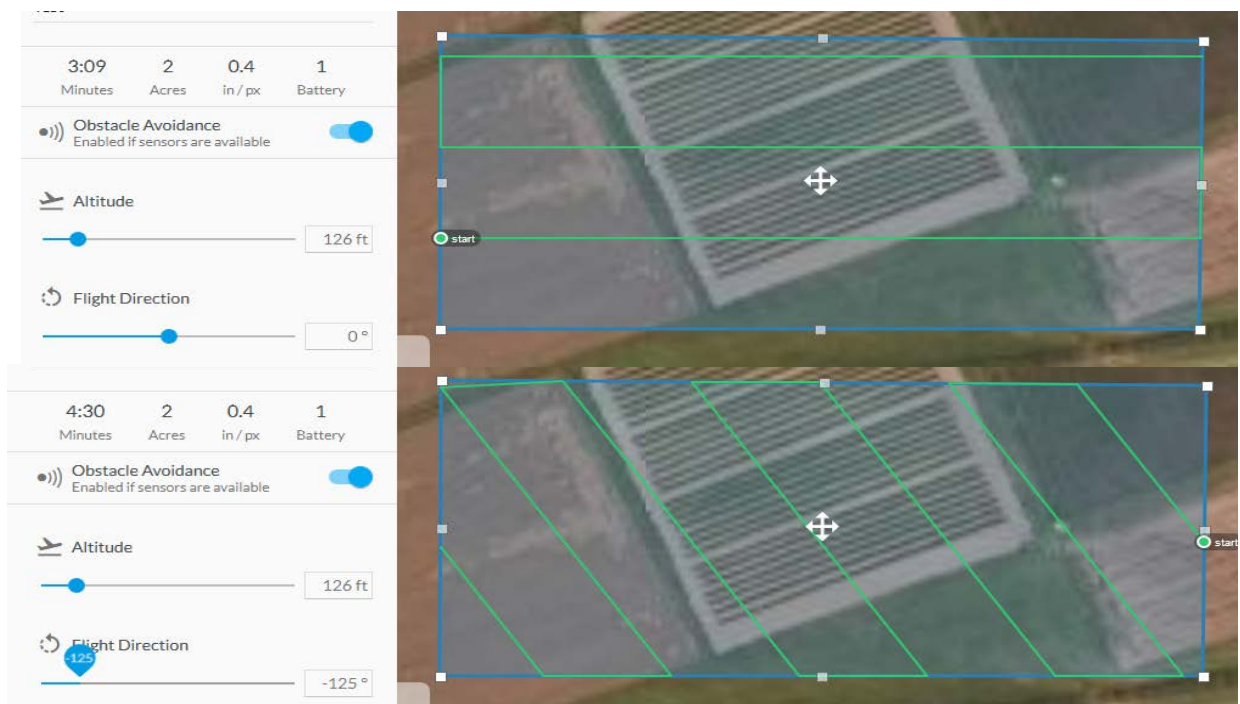 3:09 2 0.4 1
Minutes Acres in / px Battery
Obstacle Avoidance
Enabled if sensors are available
Altitude
126 ft
Flight Direction
0 °
start
4:30 2 0.4 1
Minutes Acres in / px Battery
Obstacle Avoidance
Enabled if sensors are available
Altitude
126 ft
Flight Direction
-125
-125 °
start